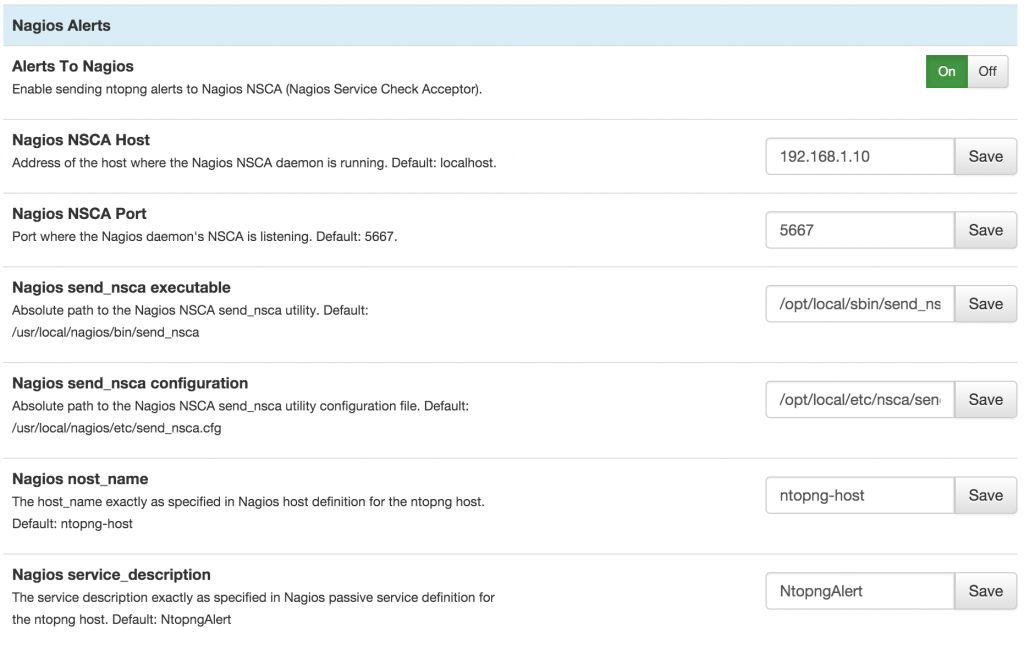 Nagios Alerts
Alerts To Nagios
Enable sending ntopng alerts to Nagios NSCA (Nagios Service Check Acceptor).
On Off
Nagios NSCA Host
Address of the host where the Nagios NSCA daemon is running. Default: localhost.
192.168.1.10 Save
Nagios NSCA Port
Port where the Nagios daemon's NSCA is listening. Default: 5667.
5667 Save
Nagios send_nsca executable
Absolute path to the Nagios NSCA send_nsca utility. Default:
/usr/local/nagios/bin/send_nsca
/opt/local/sbin/send_ns Save
Nagios send_nsca configuration
Absolute path to the Nagios NSCA send_nsca utility configuration file. Default:
/usr/local/nagios/etc/send_nsca.cfg
/opt/local/etc/nsca/sen Save
Nagios nost_name
The host_name exactly as specified in Nagios host definition for the ntopng host.
Default: ntopng-host
ntopng-host Save
Nagios service_description
The service description exactly as specified in Nagios passive service definition for
the ntopng host. Default: NtopngAlert
NtopngAlert Save